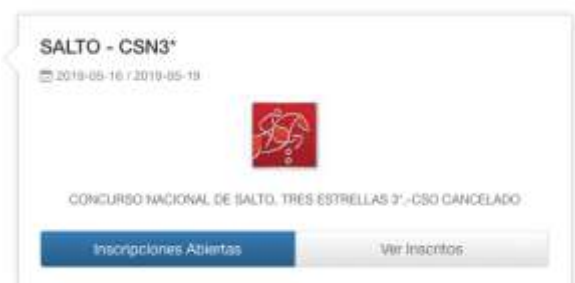 SALTO - CSN3*
2019-05-16 / 2019-05-19
CONCURSO NACIONAL DE SALTO, TRES ESTRELLAS 3*.-CSO CANCELADO
Inscripciones Abiertas
Ver Inscritos